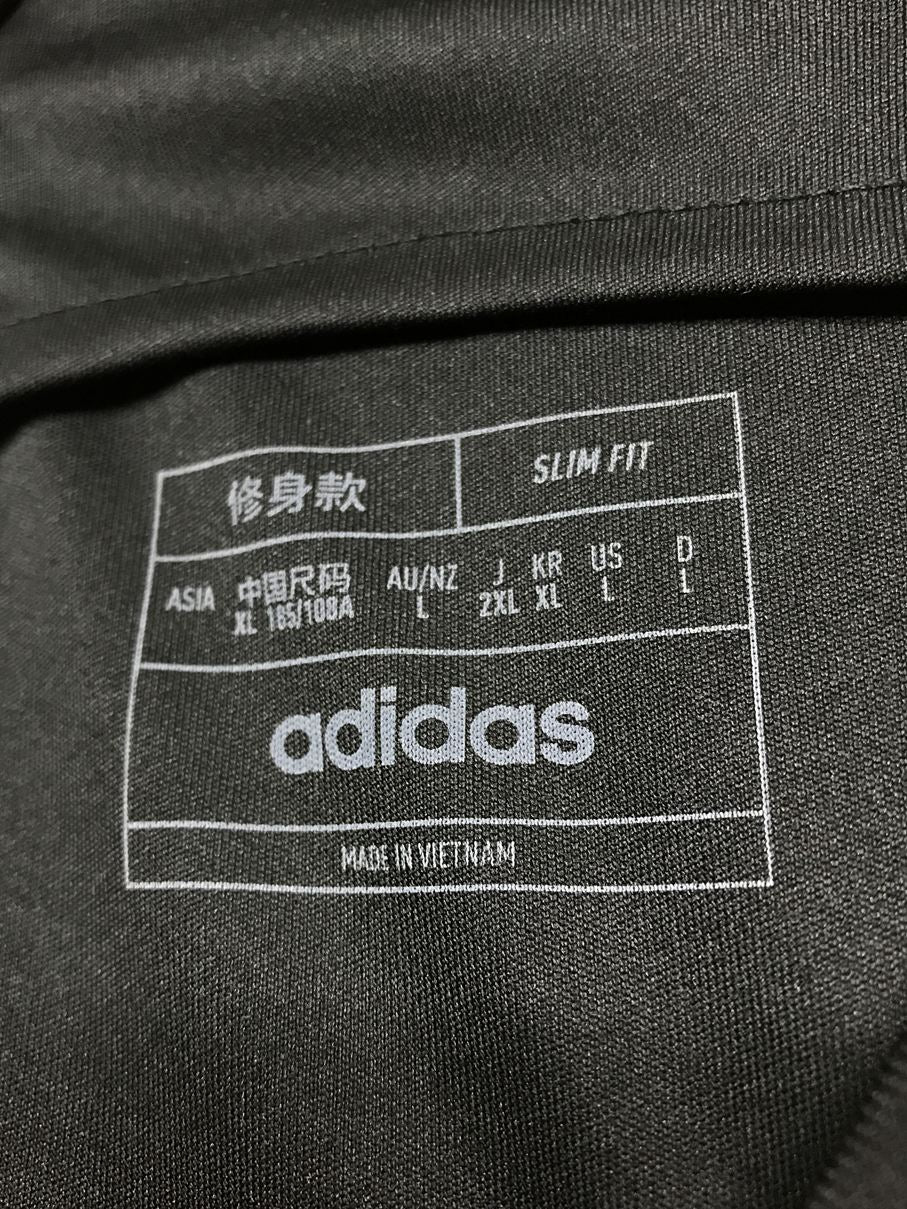 修身款 SLIM FIT
ASIA 中国尺码 AU/NZ J KR US D
XL 185/108A L 2XL XL L L
adidas
MADE IN VIETNAM